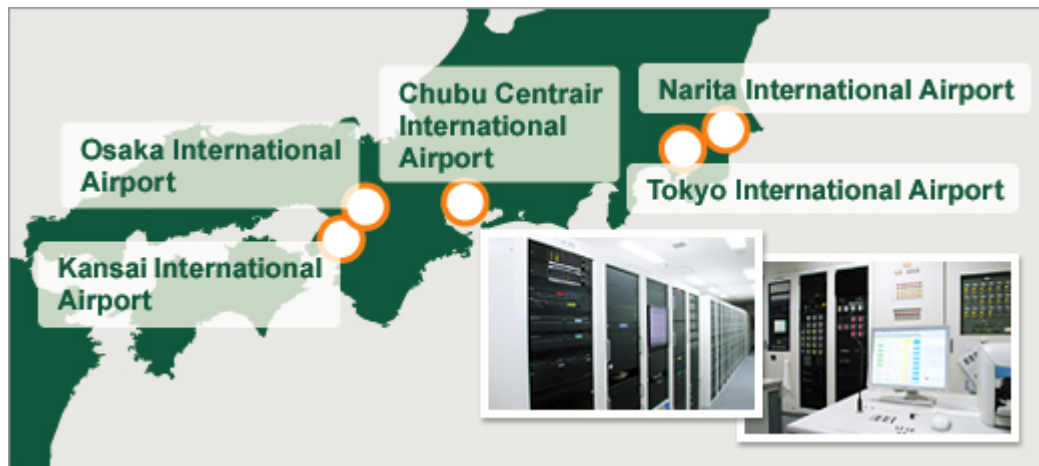 Chubu Centrair
International
Airport
Narita International Airport
Osaka International
Airport
Tokyo International Airport
Kansai International
Airport